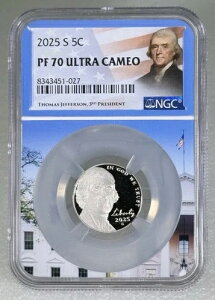 2025 S 5C
PF 70 ULTRA CAMEO
8343451-027
THOMAS JEFFERSON, 3RD PRESIDENT
NGC
IN GOD WE TRUST
Liberty
2025
S